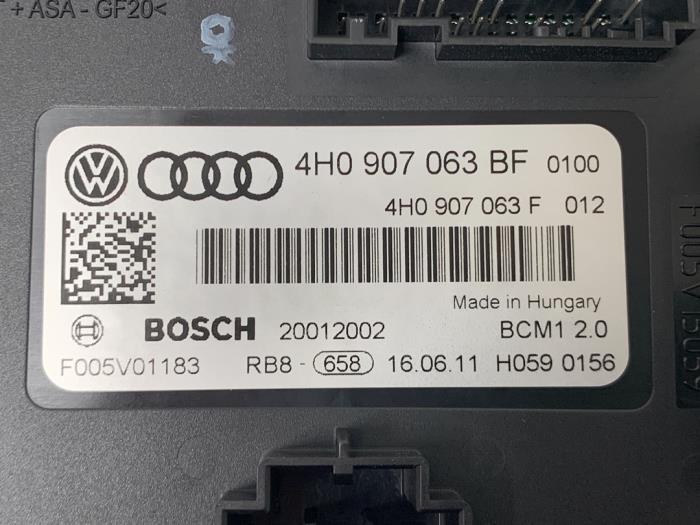 + ASA - GF20<
4H0 907 063 BF 0100
4H0 907 063 F 012
Made in Hungary
BOSCH 20012002 BCM1 2.0
F005V01183 RB8 - 658 16.06.11 H059 0156